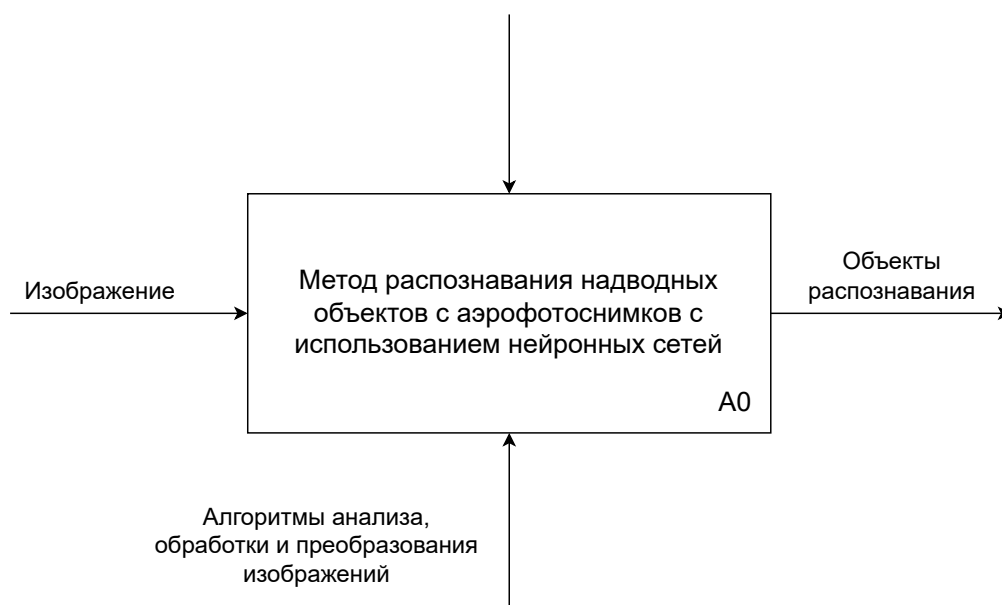 Изображение
Метод распознавания надводных
объектов с аэрофотоснимков с
использованием нейронных сетей
A0
Объекты
распознавания
Алгоритмы анализа,
обработки и преобразования
изображений